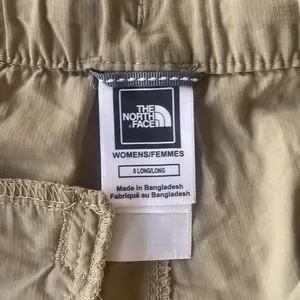 THE
NORTH
FACE
WOMENS/FEMMES
LONG/LONG
Made in Bangladesh
Fabriqué au Bangladesh